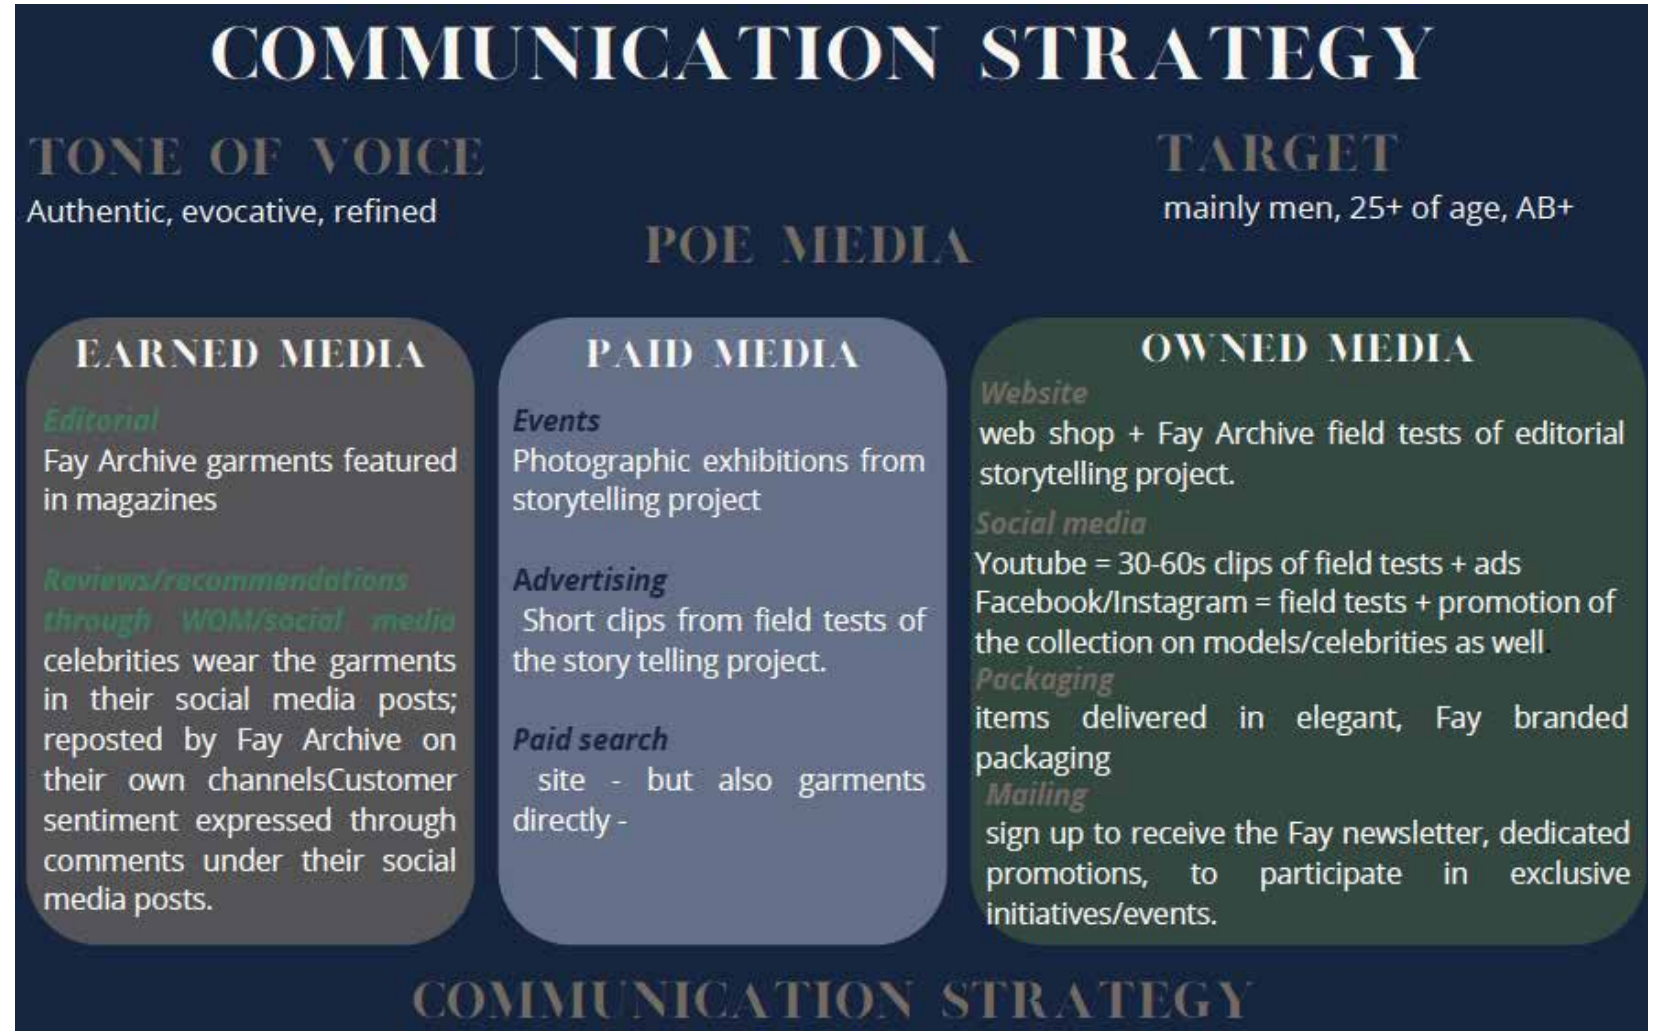 COMMUNICATION STRATEGY
TONE OF VOICE
Authentic, evocative, refined
TARGET
mainly men, 25+ of age, AB+
POE MEDIA
EARNED MEDIA
Editorial
Fay Archive garments featured
in magazines
Reviews/recommendations
through WOM/social media
celebrities wear the garments
in their social media posts;
reposted by Fay Archive on
their own channelsCustomer
sentiment expressed through
comments under their social
media posts.
PAID MEDIA
Events
Photographic exhibitions from
storytelling project
Advertising
Short clips from field tests of
the story telling project.
Paid search
site - but also garments
directly -
OWNED MEDIA
Website
web shop + Fay Archive field tests of editorial
storytelling project.
Social media
Youtube = 30-60s clips of field tests + ads
Facebook/Instagram = field tests + promotion of
the collection on models/celebrities as well.
Packaging
items delivered in elegant, Fay branded
packaging
Mailing
sign up to receive the Fay newsletter, dedicated
promotions, to participate in exclusive
initiatives/events.
COMMUNICATION STRATEGY